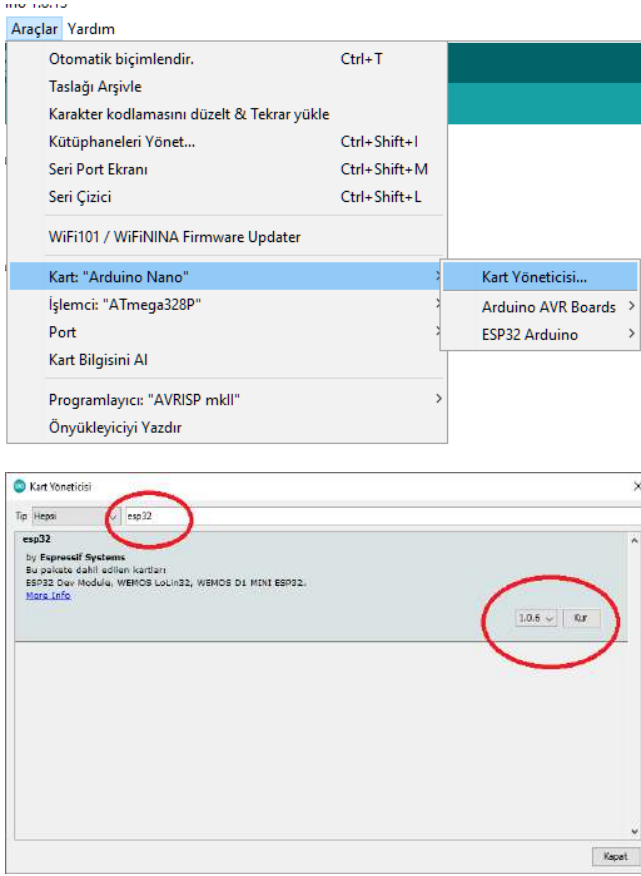 Araçlar Yardım
Otomatik biçimlendir. Ctrl+T
Taslağı Arşivle
Karakter kodlamasını düzelt & Tekrar yükle
Kütüphaneleri Yönet... Ctrl+Shift+I
Seri Port Ekranı Ctrl+Shift+M
Seri Çizici Ctrl+Shift+L
WiFi101 / WiFiNINA Firmware Updater
Kart: "Arduino Nano" Kart Yöneticisi...
İşlemci: "ATmega328P" Arduino AVR Boards
Port ESP32 Arduino
Kart Bilgisini Al
Programlayıcı: "AVRISP mkII"
Önyükleyiciyi Yazdır
Kart Yöneticisi
Tip Hepsi esp32
esp32
by Espressif Systems
Bu pakete dahil edilen kartları
ESP32 Dev Module, WEMOS LoLin32, WEMOS D1 MINI ESP32.
More Info
1.0.6 Kur
Kapat